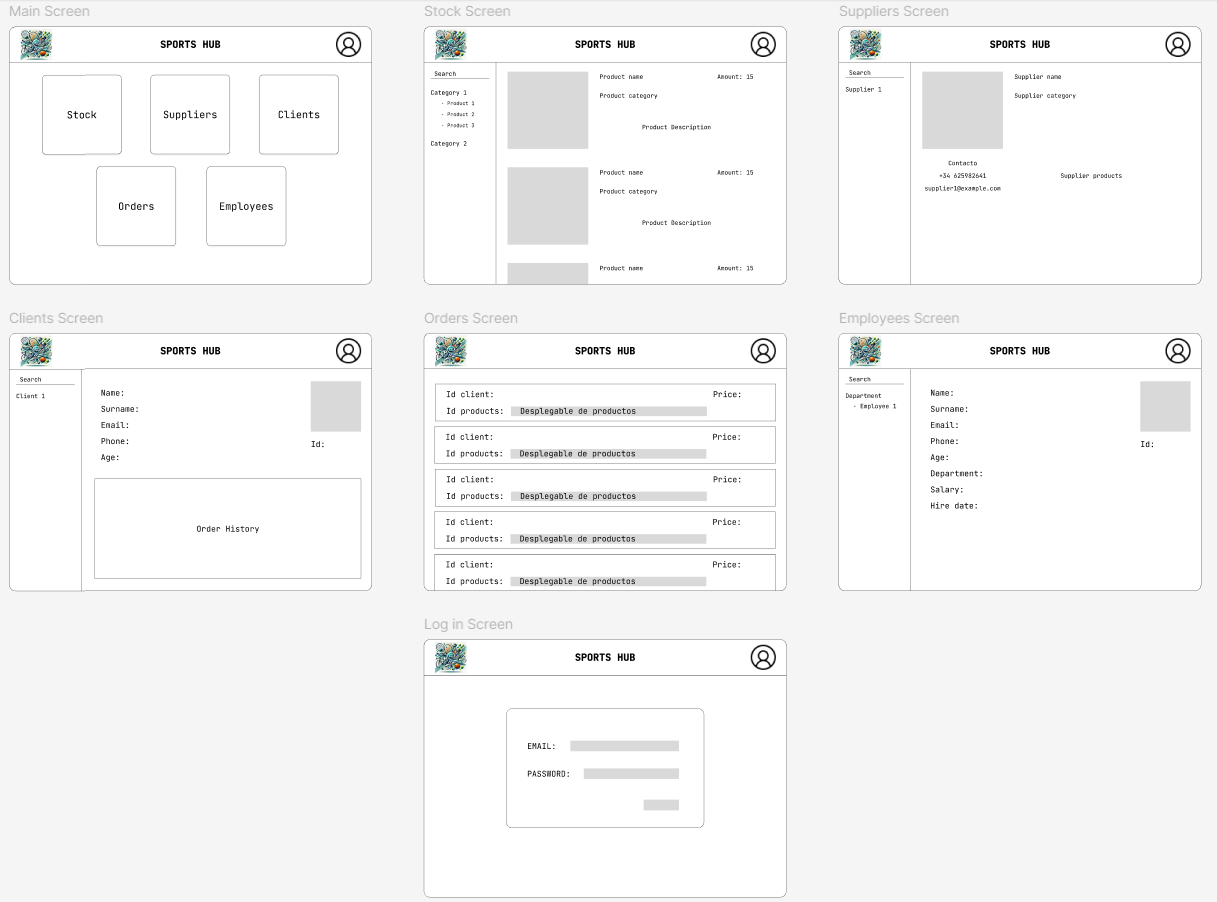 Main Screen
SPORTS HUB
Stock
Suppliers
Clients
Orders
Employees
Stock Screen
SPORTS HUB
Search
Category 1
- Product 1
- Product 2
- Product 3
Category 2
Product name
Amount: 15
Product category
Product Description
Product name
Amount: 15
Product category
Product Description
Product name
Amount: 15
Suppliers Screen
SPORTS HUB
Search
Supplier 1
Supplier name
Supplier category
Contacto
+34 625982641
supplier1@example.com
Supplier products
Clients Screen
SPORTS HUB
Search
Client 1
Name:
Surname:
Email:
Phone:
Age:
Id:
Order History
Orders Screen
SPORTS HUB
Id client:
Price:
Id products: Desplegable de productos
Id client:
Price:
Id products: Desplegable de productos
Id client:
Price:
Id products: Desplegable de productos
Id client:
Price:
Id products: Desplegable de productos
Id client:
Price:
Id products: Desplegable de productos
Employees Screen
SPORTS HUB
Search
Department
- Employee 1
Name:
Surname:
Email:
Phone:
Age:
Department:
Salary:
Hire date:
Id:
Log in Screen
SPORTS HUB
EMAIL:
PASSWORD: